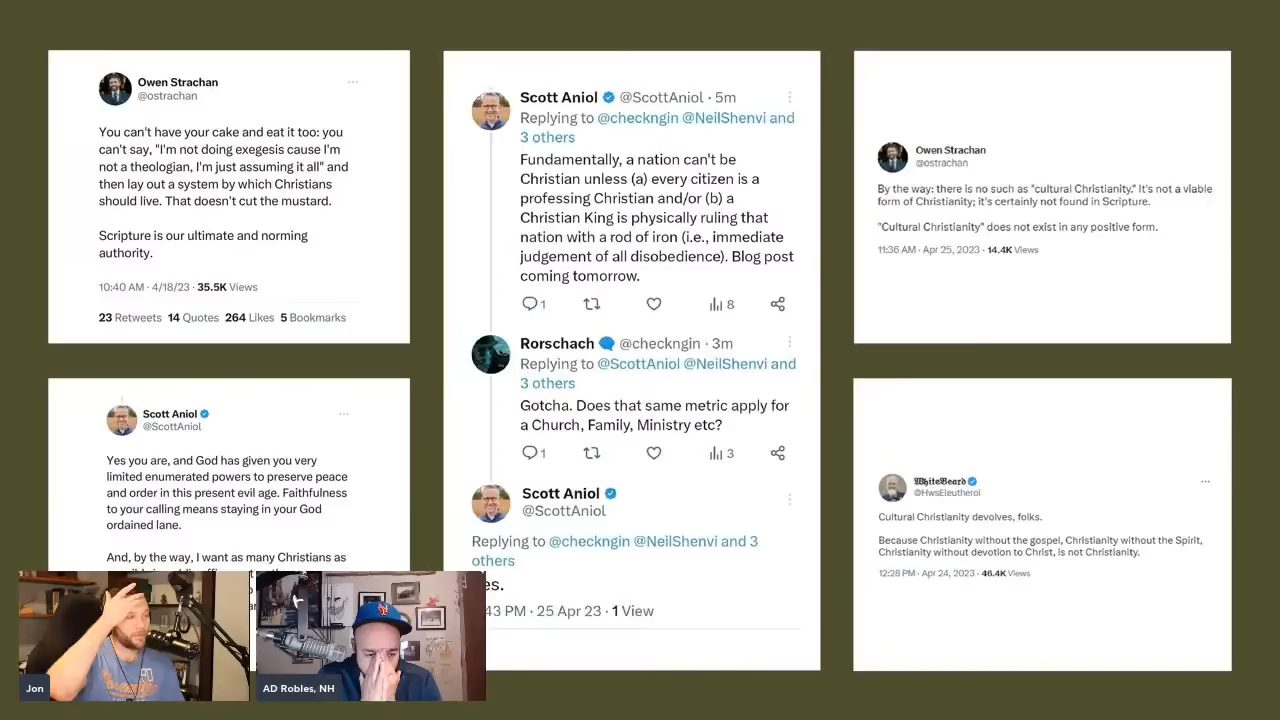 Owen Strachan
@ostrachan
You can't have your cake and eat it too: you
can't say, "I'm not doing exegesis cause I'm
not a theologian, I'm just assuming it all" and
then lay out a system by which Christians
should live. That doesn't cut the mustard.
Scripture is our ultimate and norming
authority.
10:40 AM · 4/18/23 · 35.5K Views
23 Retweets 14 Quotes 264 Likes 5 Bookmarks
Scott Aniol
@ScottAniol
Yes you are, and God has given you very
limited enumerated powers to preserve peace
and order in this present evil age. Faithfulness
to your calling means staying in your God
ordained lane.
And, by the way, I want as many Christians as
Scott Aniol @ScottAniol · 5m
Replying to @checkngin @NeilShenvi and
3 others
Fundamentally, a nation can't be
Christian unless (a) every citizen is a
professing Christian and/or (b) a
Christian King is physically ruling that
nation with a rod of iron (i.e., immediate
judgement of all disobedience). Blog post
coming tomorrow.
1 8
Rorschach @checkngin · 3m
Replying to @ScottAniol @NeilShenvi and
3 others
Gotcha. Does that same metric apply for
a Church, Family, Ministry etc?
1 3
Scott Aniol
@ScottAniol
Replying to @checkngin @NeilShenvi and 3
others
es.
43 PM · 25 Apr 23 · 1 View
Owen Strachan
@ostrachan
By the way: there is no such as "cultural Christianity." It's not a viable
form of Christianity; it's certainly not found in Scripture.
"Cultural Christianity" does not exist in any positive form.
11:36 AM · Apr 25, 2023 · 14.4K Views
WhiteBeard
@HwsEleutheroi
Cultural Christianity devolves, folks.
Because Christianity without the gospel, Christianity without the Spirit,
Christianity without devotion to Christ, is not Christianity.
12:28 PM · Apr 24, 2023 · 46.4K Views
Jon
AD Robles, NH